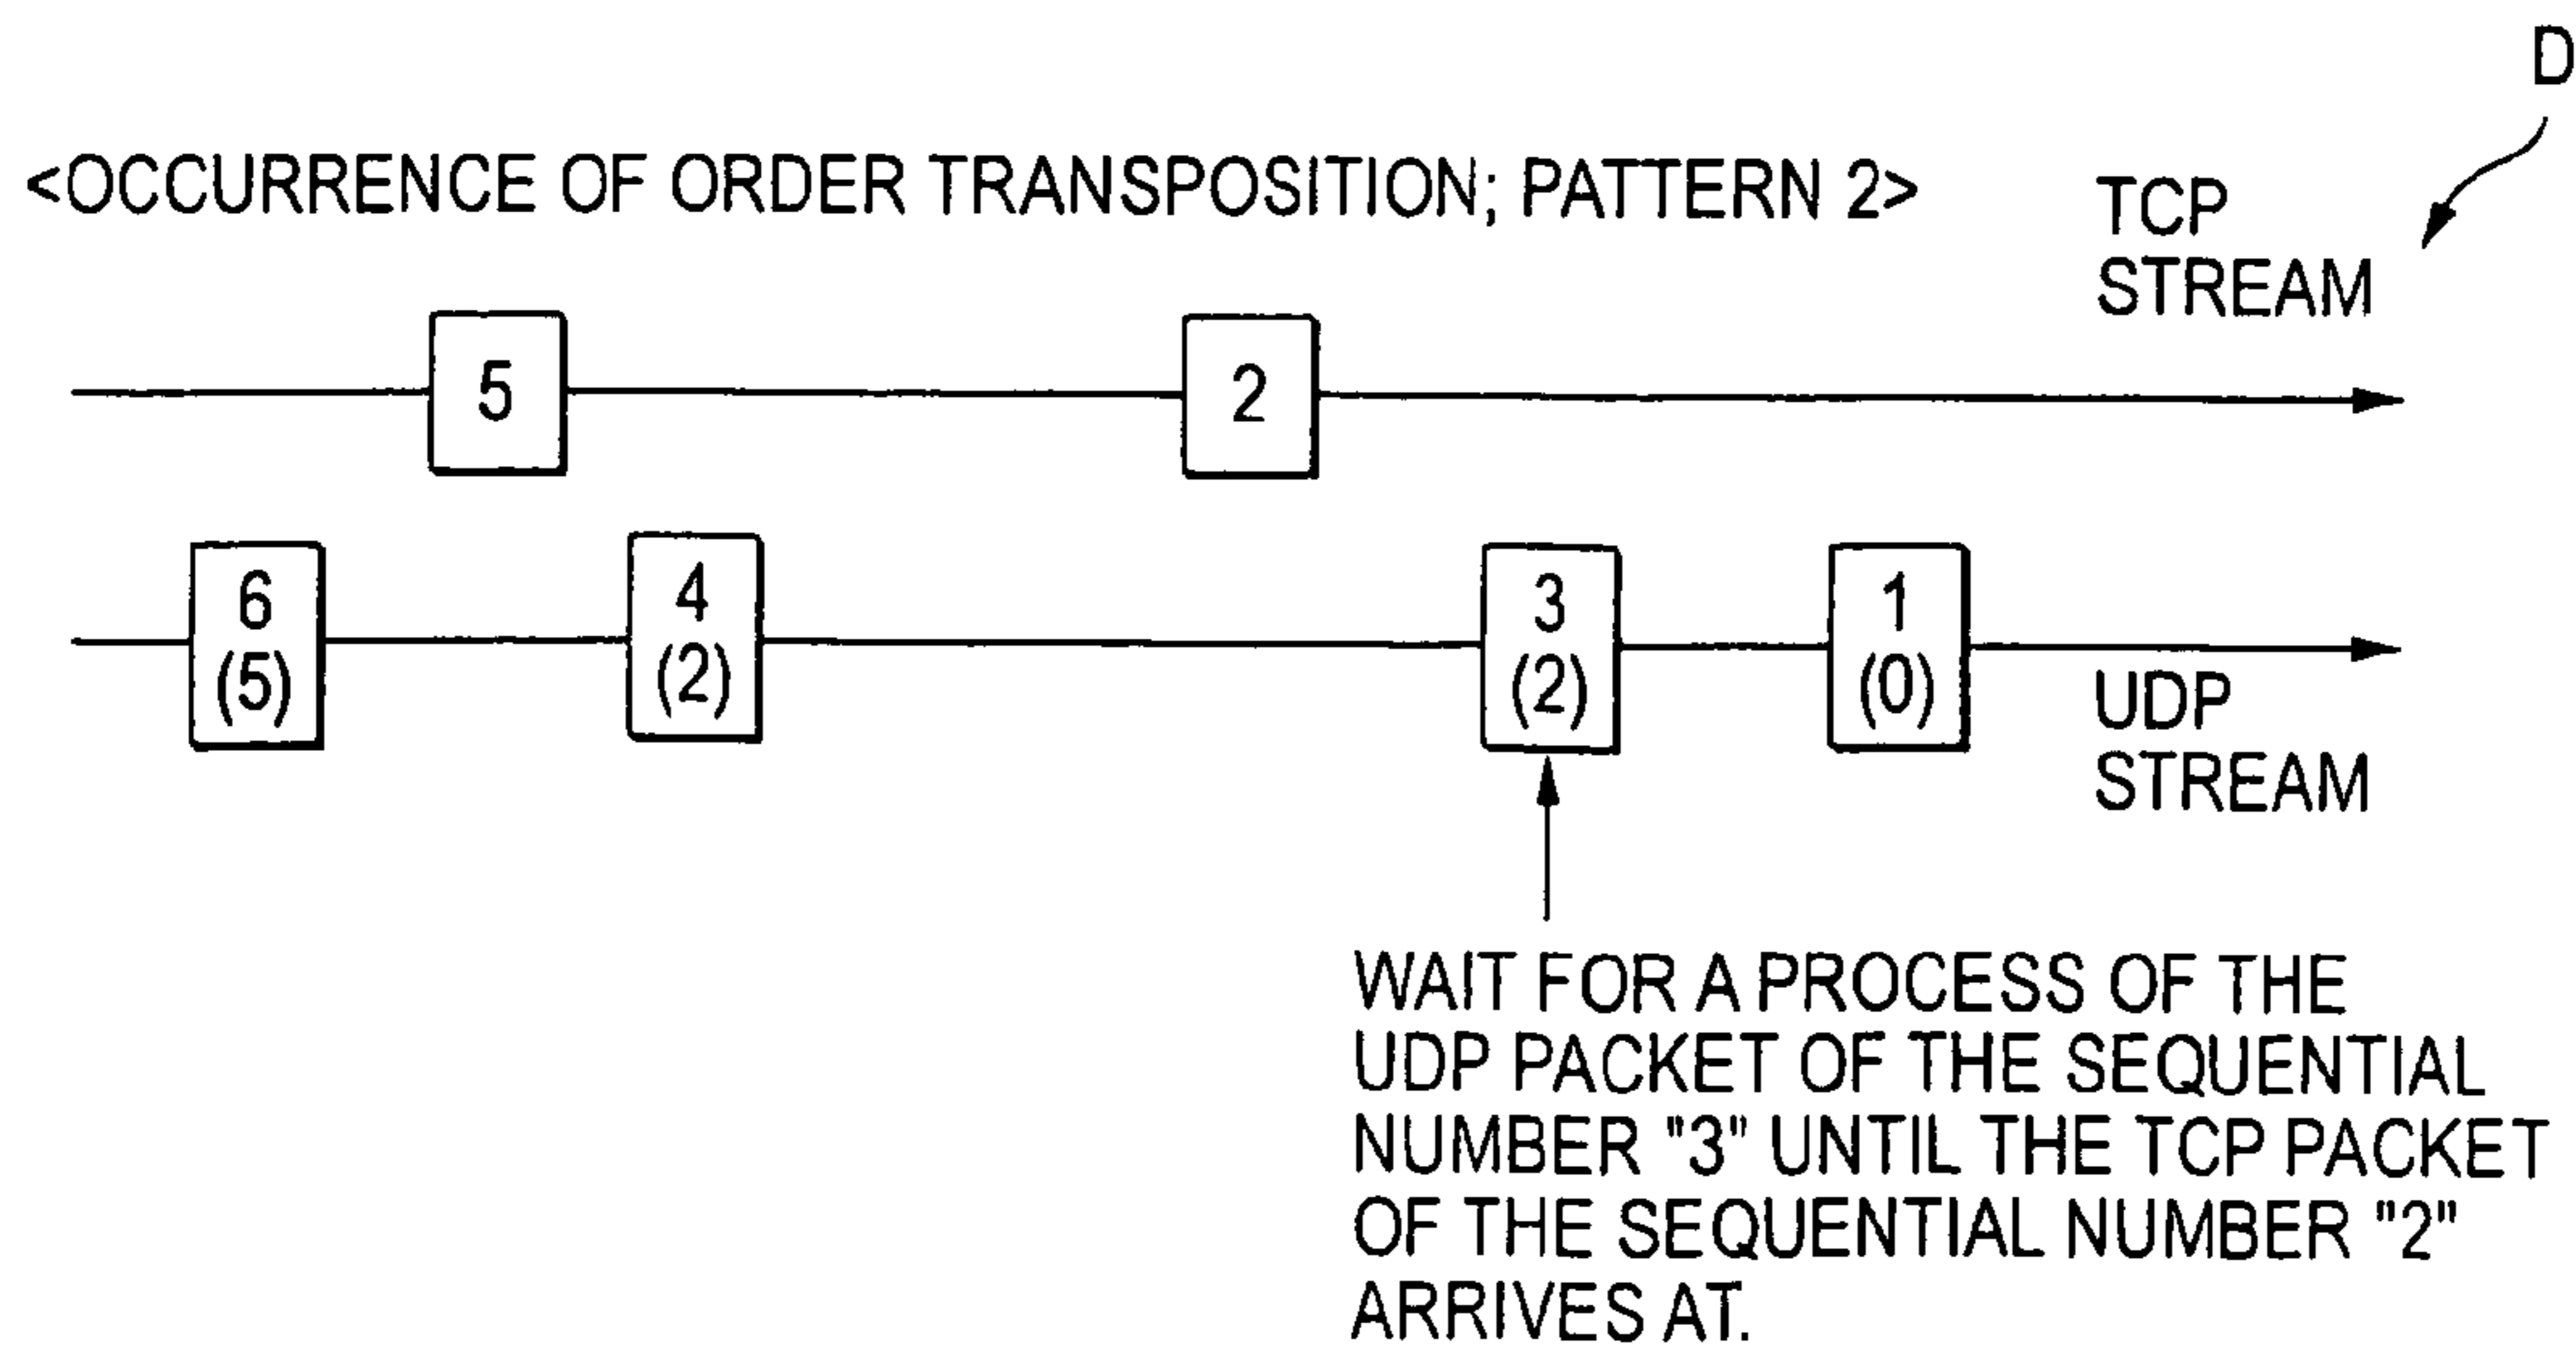 D
<OCCURRENCE OF ORDER TRANSPOSITION; PATTERN 2>
TCP
STREAM
5
2
6
(5)
4
(2)
3
(2)
1
(0)
UDP
STREAM
WAIT FOR A PROCESS OF THE
UDP PACKET OF THE SEQUENTIAL
NUMBER "3" UNTIL THE TCP PACKET
OF THE SEQUENTIAL NUMBER "2"
ARRIVES AT.